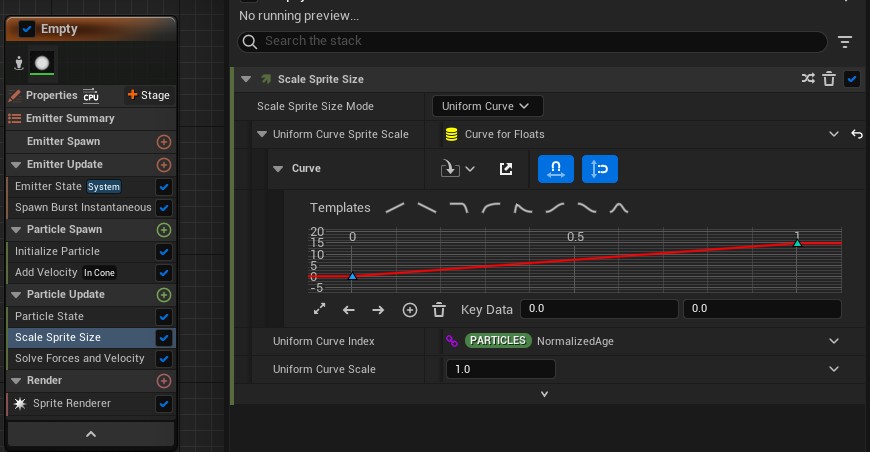 Empty
Properties CPU + Stage
Emitter Summary
Emitter Spawn
Emitter Update
Emitter State System
Spawn Burst Instantaneous
Particle Spawn
Initialize Particle
Add Velocity In Cone
Particle Update
Particle State
Scale Sprite Size
Solve Forces and Velocity
Render
Sprite Renderer
No running preview...
Search the stack
Scale Sprite Size
Scale Sprite Size Mode Uniform Curve
Uniform Curve Sprite Scale Curve for Floats
Curve
Templates
0 0.5 1
20
15
10
5
0
-5
Key Data 0.0 0.0
Uniform Curve Index PARTICLES NormalizedAge
Uniform Curve Scale 1.0